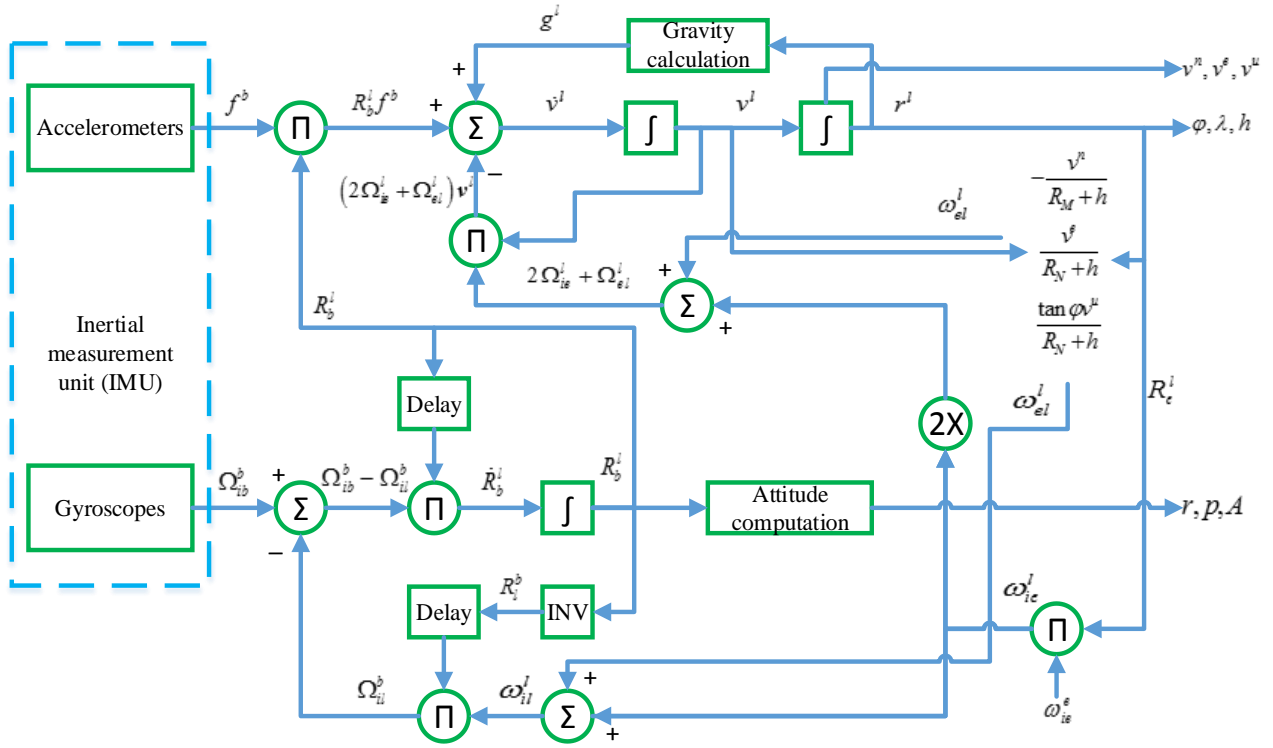 g^l
Gravity
calculation
v^n, v^e, v^u
Accelerometers
f^b
Π
R_b^l f^b
+
+
Σ
v̇^l
∫
v^l
∫
r^l
φ, λ, h
−
(2Ω_ie^l + Ω_el^l) v^l
Π
ω_el^l
−v^n / (R_M + h)
v^e / (R_N + h)
tan φ v^u / (R_N + h)
2Ω_ie^l + Ω_el^l
+
Σ
+
R_b^l
Inertial
measurement
unit (IMU)
Delay
2X
ω_el^l
R_e^l
Gyroscopes
Ω_ib^b
+
Σ
−
Ω_ib^b − Ω_il^b
Π
Ṙ_b^l
∫
R_b^l
Attitude
computation
r, p, A
Delay
R_l^b
INV
ω_ie^l
Π
Ω_il^b
Π
ω_il^l
+
Σ
+
ω_ie^e